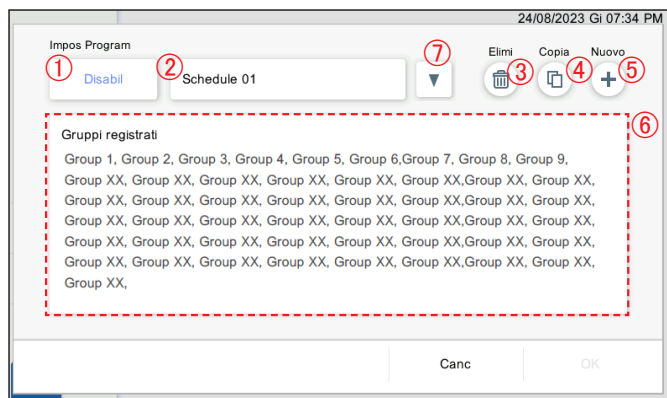 24/08/2023 Gi 07:34 PM
Impos Program
Elimi Copia Nuovo
① Disabil ② Schedule 01 ⑦ ▼ ③ ④ ⑤
⑥
Gruppi registrati
Group 1, Group 2, Group 3, Group 4, Group 5, Group 6,Group 7, Group 8, Group 9,
Group XX, Group XX, Group XX, Group XX, Group XX, Group XX,Group XX, Group XX,
Group XX, Group XX, Group XX, Group XX, Group XX, Group XX,Group XX, Group XX,
Group XX, Group XX, Group XX, Group XX, Group XX, Group XX,Group XX, Group XX,
Group XX, Group XX, Group XX, Group XX, Group XX, Group XX,Group XX, Group XX,
Group XX, Group XX, Group XX, Group XX, Group XX, Group XX,Group XX, Group XX,
Group XX,
Canc OK